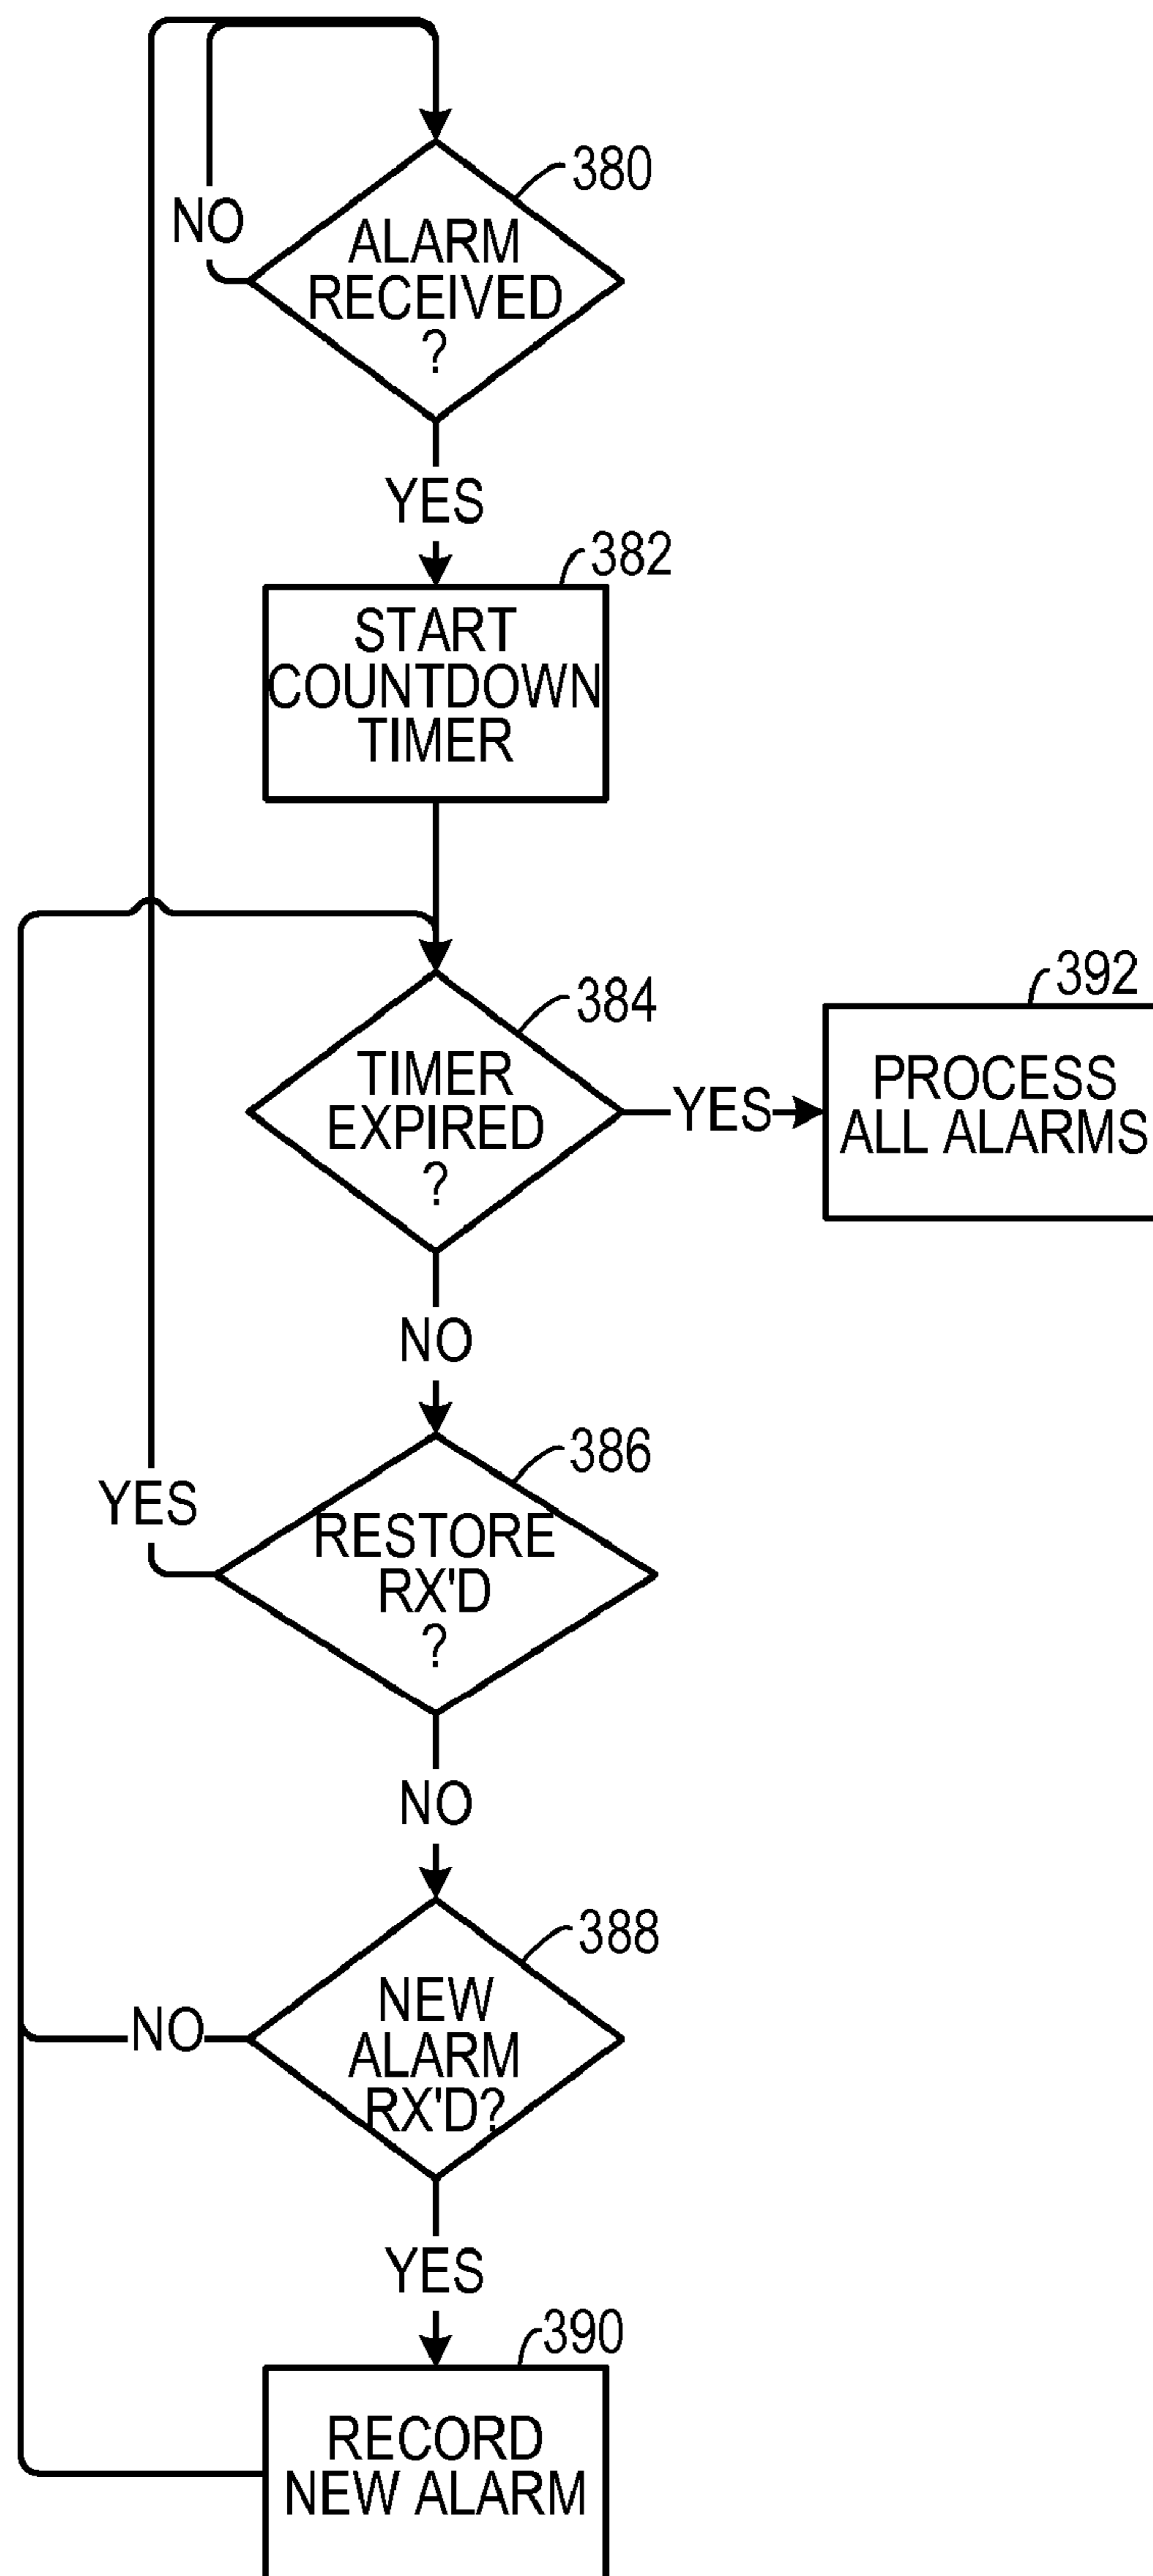 380
ALARM
RECEIVED
?
NO
YES
382
START
COUNTDOWN
TIMER
384
TIMER
EXPIRED
?
YES
392
PROCESS
ALL ALARMS
NO
386
RESTORE
RX'D
?
YES
NO
388
NEW
ALARM
RX'D?
NO
YES
390
RECORD
NEW ALARM